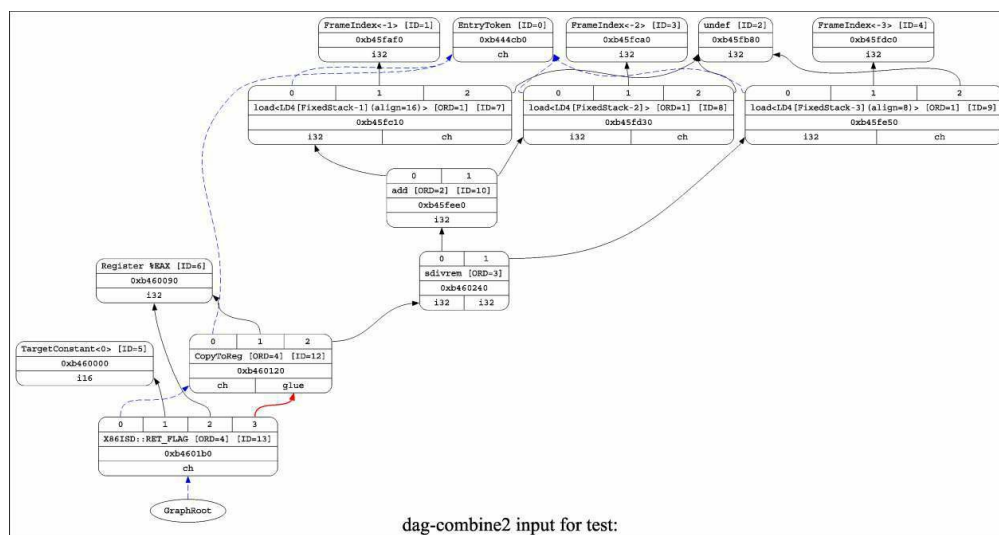 FrameIndex<-1> [ID=1]
0xb45faf0
i32
EntryToken [ID=0]
0xb444cb0
ch
FrameIndex<-2> [ID=3]
0xb45fca0
i32
undef [ID=2]
0xb45fb80
i32
FrameIndex<-3> [ID=4]
0xb45fdc0
i32
0 1 2
load<LD4[FixedStack-1](align=16)> [ORD=1] [ID=7]
0xb45fc10
i32 ch
0 1 2
load<LD4[FixedStack-2]> [ORD=1] [ID=8]
0xb45fd30
i32 ch
0 1 2
load<LD4[FixedStack-3](align=8)> [ORD=1] [ID=9]
0xb45fe50
i32 ch
0 1
add [ORD=2] [ID=10]
0xb45fee0
i32
0 1
sdivrem [ORD=3]
0xb460240
i32 i32
Register %EAX [ID=6]
0xb460090
i32
0 1 2
CopyToReg [ORD=4] [ID=12]
0xb460120
ch glue
TargetConstant<0> [ID=5]
0xb460000
i16
0 1 2 3
X86ISD::RET_FLAG [ORD=4] [ID=13]
0xb4601b0
ch
GraphRoot
dag-combine2 input for test: